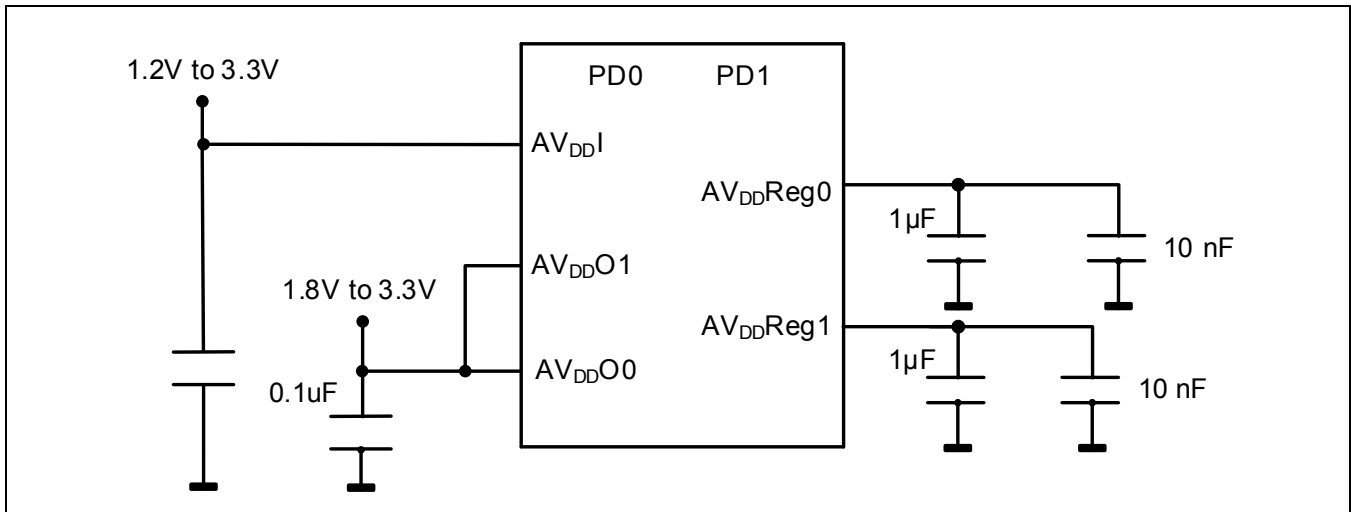 1.2V to 3.3V
PD0 PD1
AVDDI
AVDDReg0
1µF
10 nF
AVDDO1
1.8V to 3.3V
AVDDReg1
AVDDO0
0.1uF
1µF
10 nF